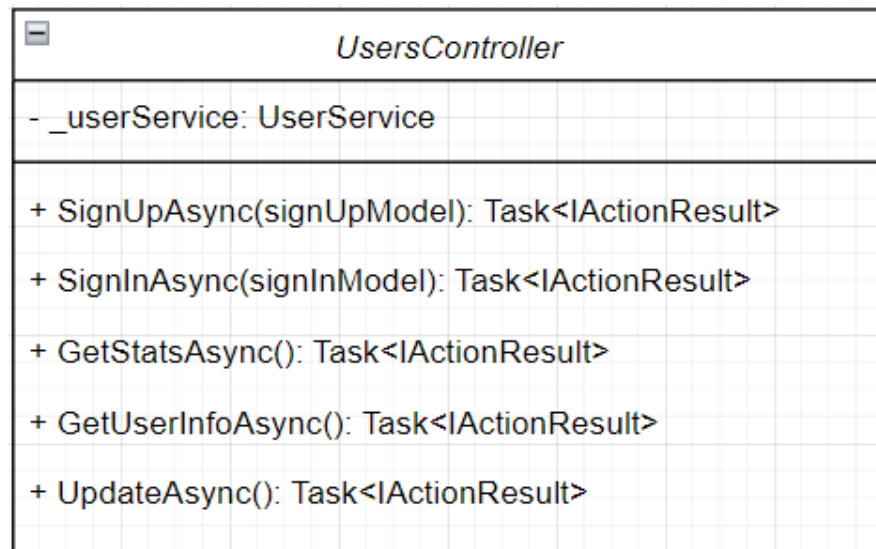 UsersController
- _userService: UserService
+ SignUpAsync(signUpModel): Task<IActionResult>
+ SignInAsync(signInModel): Task<IActionResult>
+ GetStatsAsync(): Task<IActionResult>
+ GetUserInfoAsync(): Task<IActionResult>
+ UpdateAsync(): Task<IActionResult>